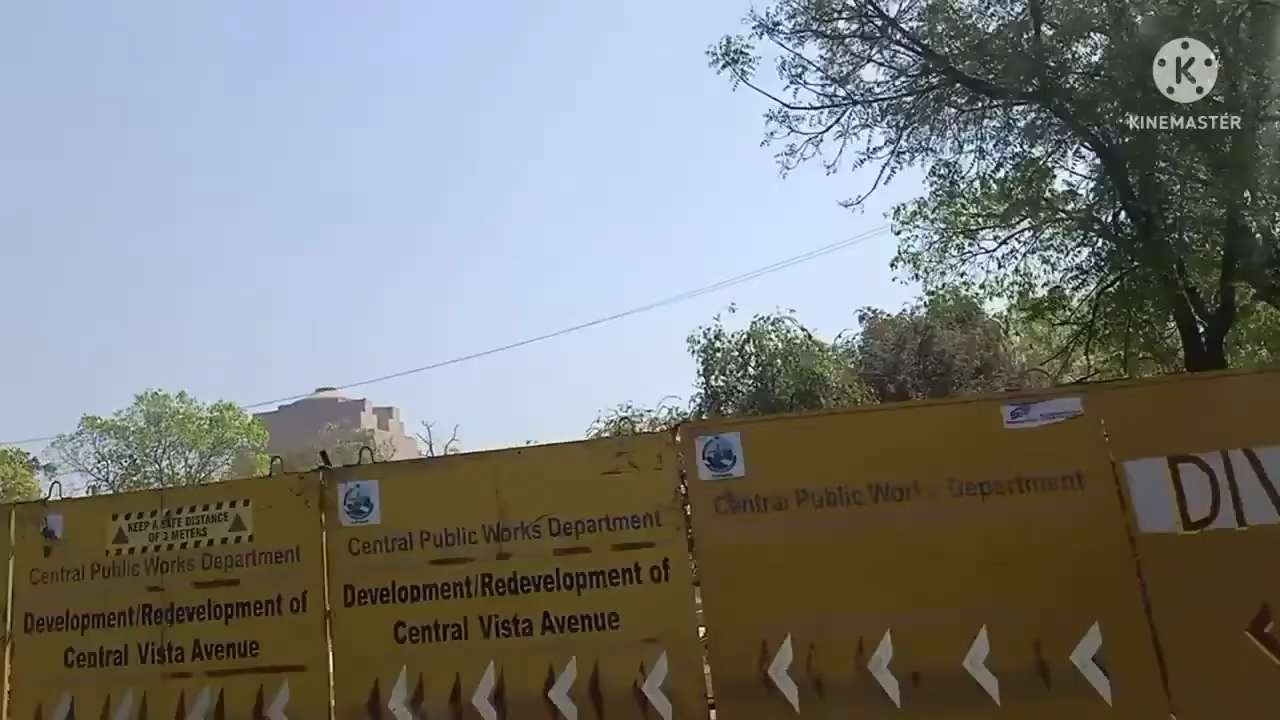 KINEMASTER
KEEP A SAFE DISTANCE
OF 3 METERS
Central Public Works Department
Development/Redevelopment of
Central Vista Avenue
Central Public Works Department
Development/Redevelopment of
Central Vista Avenue
Central Public Works Department
DIV